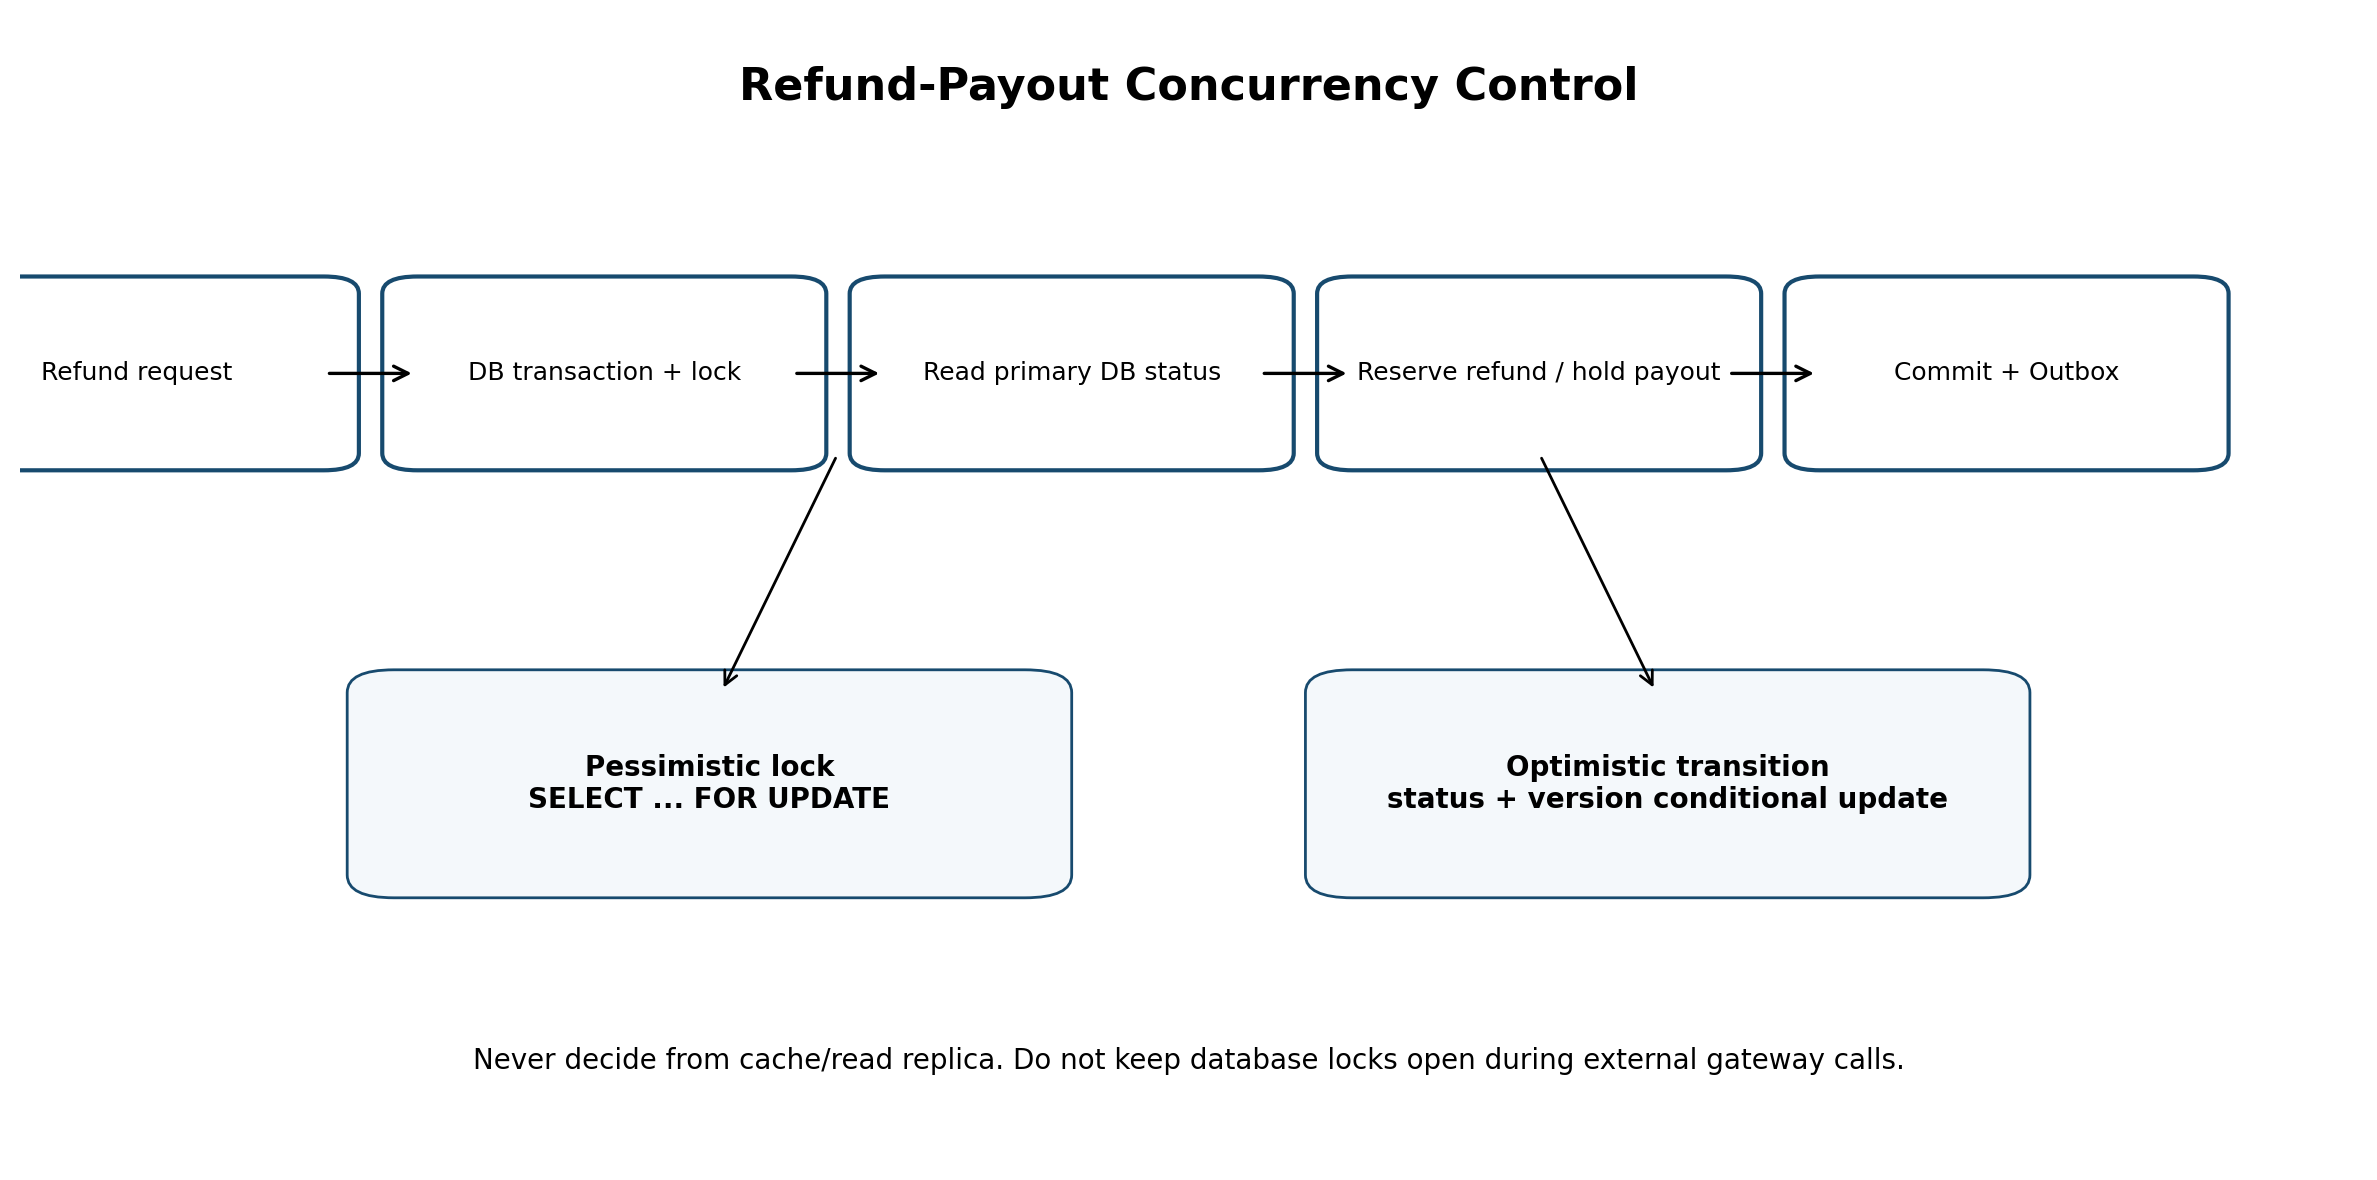 Refund-Payout Concurrency Control
Refund request
DB transaction + lock
Read primary DB status
Reserve refund / hold payout
Commit + Outbox
Pessimistic lock
SELECT ... FOR UPDATE
Optimistic transition
status + version conditional update
Never decide from cache/read replica. Do not keep database locks open during external gateway calls.